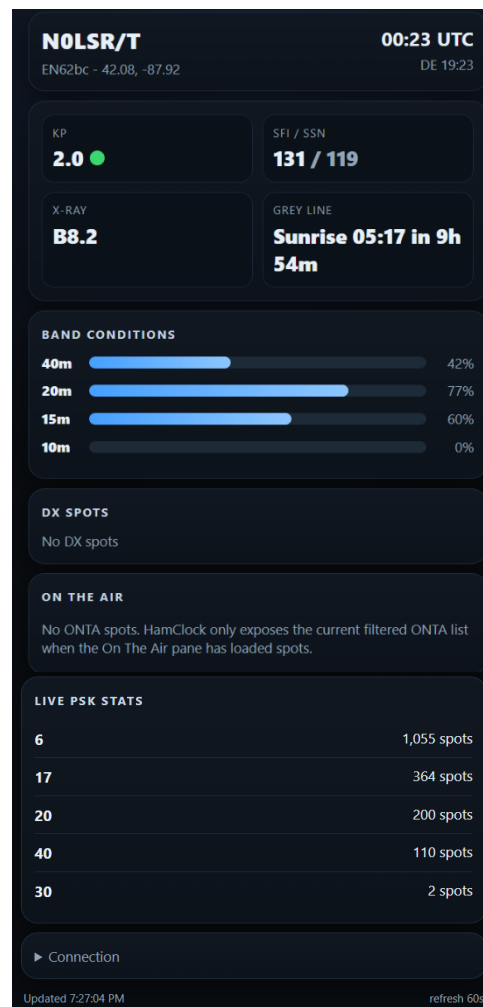 N0LSR/T
00:23 UTC
EN62bc - 42.08, -87.92
DE 19:23
KP
2.0
SFI / SSN
131 / 119
X-RAY
B8.2
GREY LINE
Sunrise 05:17 in 9h
54m
BAND CONDITIONS
40m 42%
20m 77%
15m 60%
10m 0%
DX SPOTS
No DX spots
ON THE AIR
No ONTA spots. HamClock only exposes the current filtered ONTA list
when the On The Air pane has loaded spots.
LIVE PSK STATS
6 1,055 spots
17 364 spots
20 200 spots
40 110 spots
30 2 spots
Connection
Updated 7:27:04 PM refresh 60s